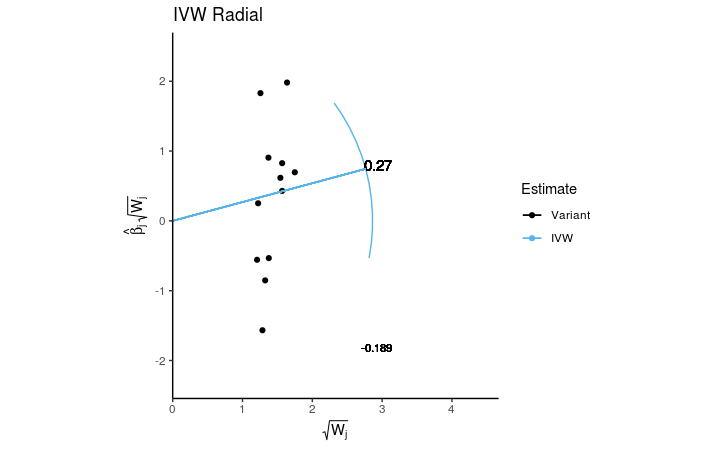 IVW Radial
2
1
0
-1
-2
β̂j√Wj
0.27
-0.189
0 1 2 3 4
√Wj
Estimate
Variant
IVW